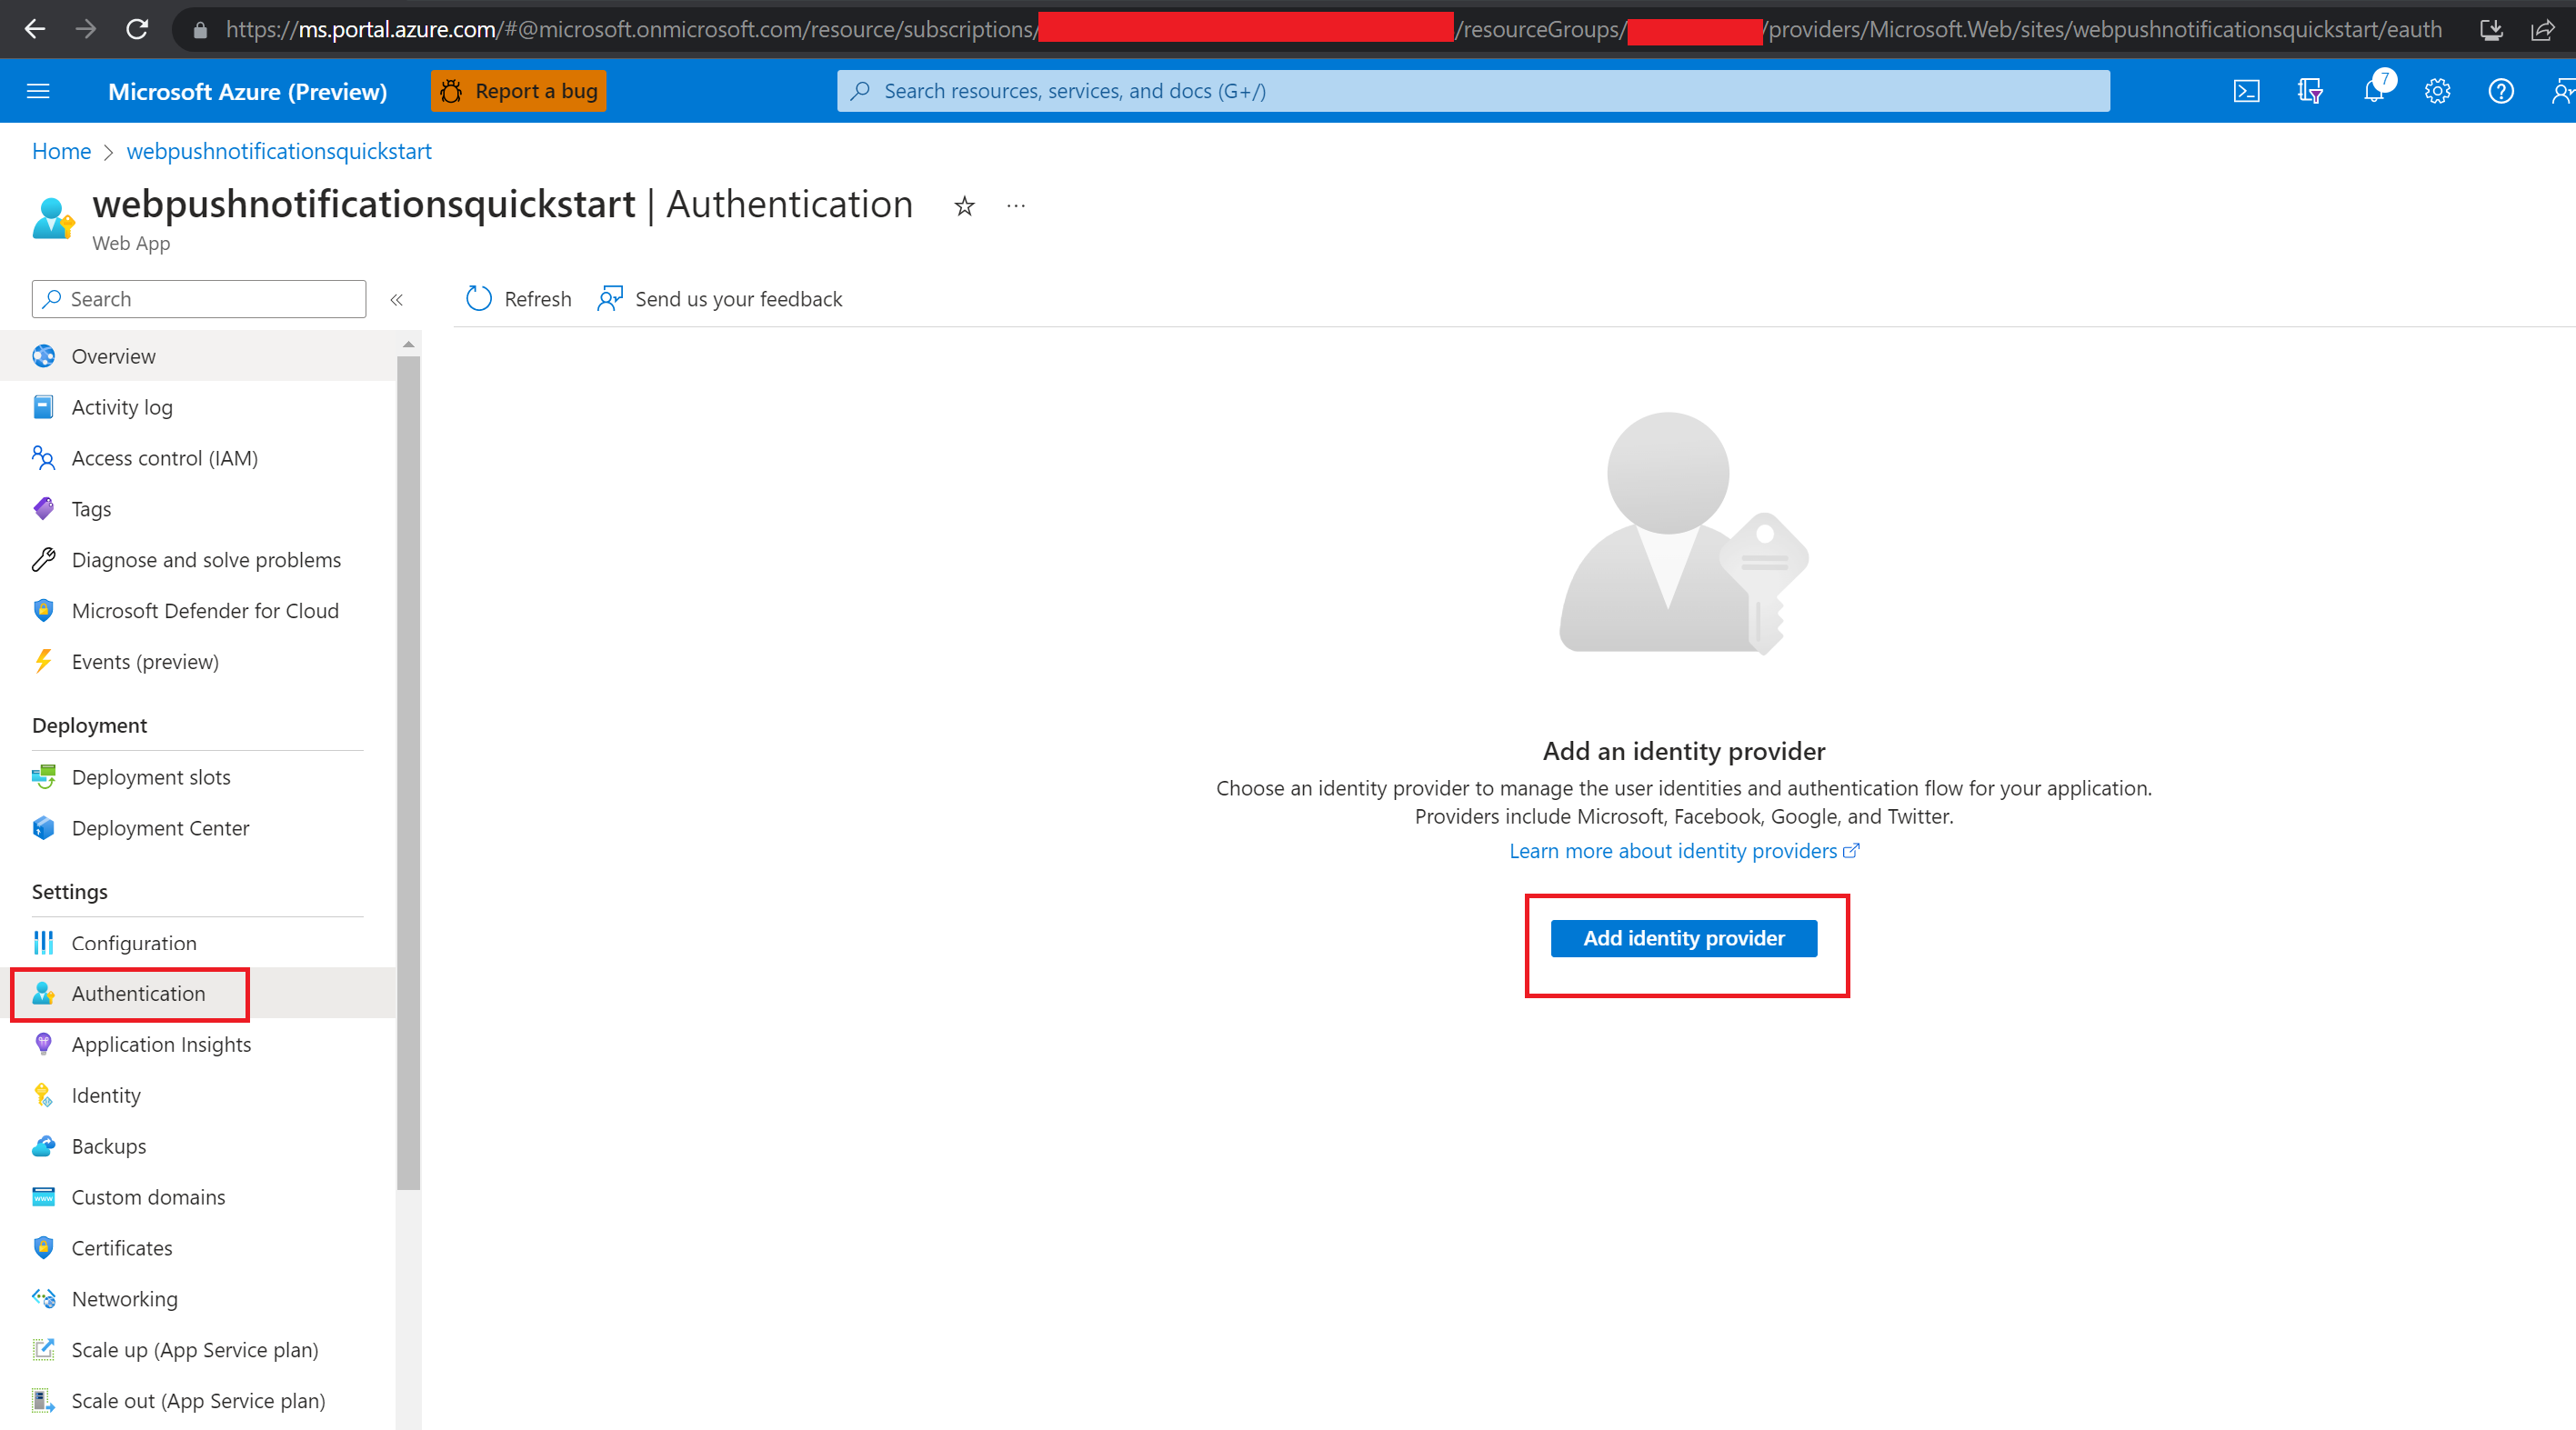 https://ms.portal.azure.com/#@microsoft.onmicrosoft.com/resource/subscriptions/ /resourceGroups/ /providers/Microsoft.Web/sites/webpushnotificationsquickstart/eauth
Microsoft Azure (Preview)
Report a bug
Search resources, services, and docs (G+/)
7
Home > webpushnotificationsquickstart
webpushnotificationsquickstart | Authentication
Web App
Search
Refresh
Send us your feedback
Overview
Activity log
Access control (IAM)
Tags
Diagnose and solve problems
Microsoft Defender for Cloud
Events (preview)
Deployment
Deployment slots
Deployment Center
Settings
Configuration
Authentication
Application Insights
Identity
Backups
Custom domains
Certificates
Networking
Scale up (App Service plan)
Scale out (App Service plan)
Add an identity provider
Choose an identity provider to manage the user identities and authentication flow for your application.
Providers include Microsoft, Facebook, Google, and Twitter.
Learn more about identity providers
Add identity provider